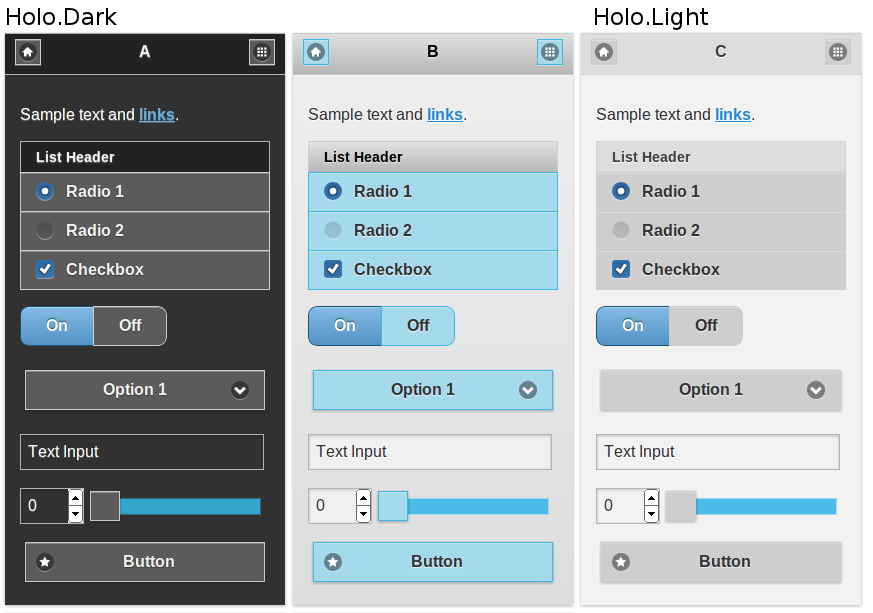 Holo.Dark
A
Sample text and links.
List Header
Radio 1
Radio 2
Checkbox
On Off
Option 1
Text Input
0
Button
B
Sample text and links.
List Header
Radio 1
Radio 2
Checkbox
On Off
Option 1
Text Input
0
Button
Holo.Light
C
Sample text and links.
List Header
Radio 1
Radio 2
Checkbox
On Off
Option 1
Text Input
0
Button